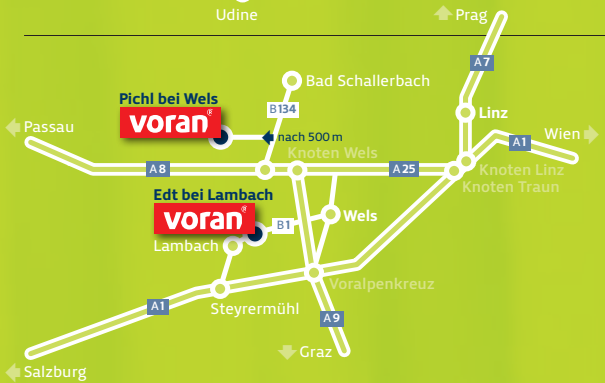 Udine
Prag
A7
Bad Schallerbach
Pichl bei Wels
voran®
B134
Linz
Passau
nach 500 m
A1
Wien
Knoten Wels
A8
A25
Knoten Linz
Knoten Traun
Edt bei Lambach
voran®
B1
Wels
Lambach
Voralpenkreuz
A1
Steyrermühl
A9
Graz
Salzburg